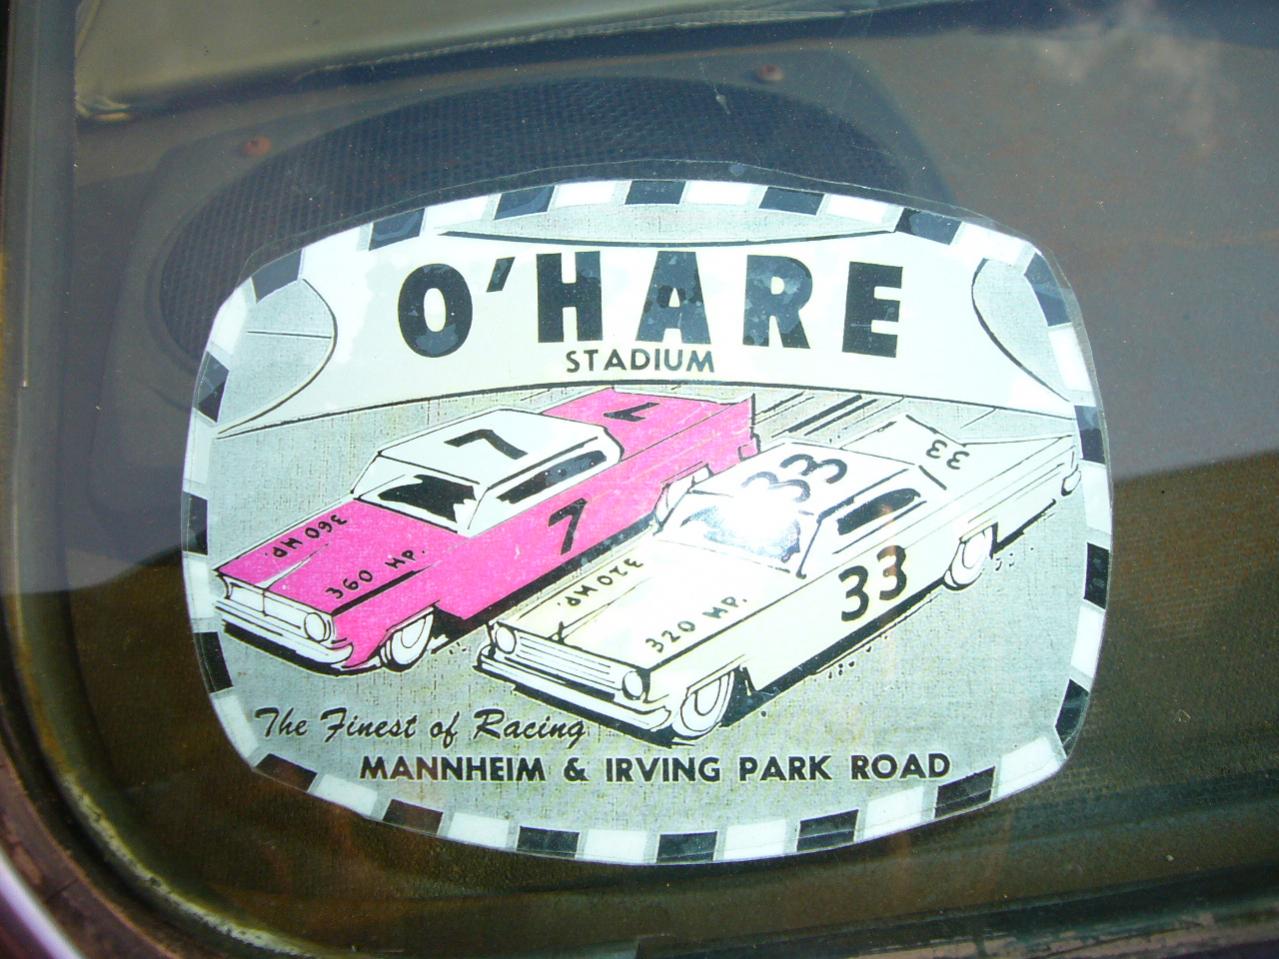 O'HARE
STADIUM
7
7
7
360 HP.
360 HP.
33
33
33
320 HP.
320 HP.
The Finest of Racing
MANNHEIM & IRVING PARK ROAD